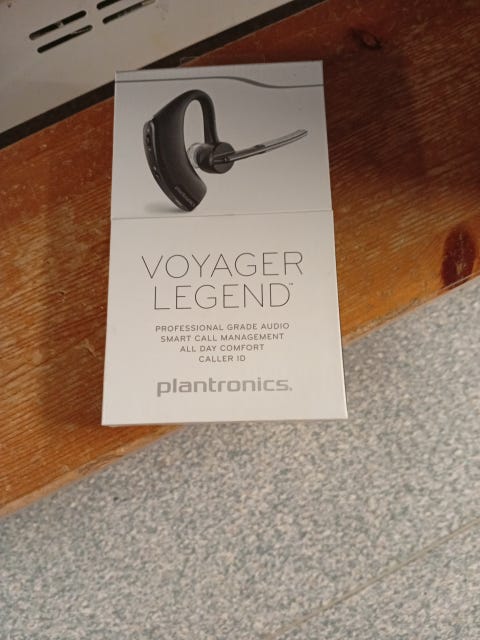 VOYAGER
LEGEND™
PROFESSIONAL GRADE AUDIO
SMART CALL MANAGEMENT
ALL DAY COMFORT
CALLER ID
plantronics.